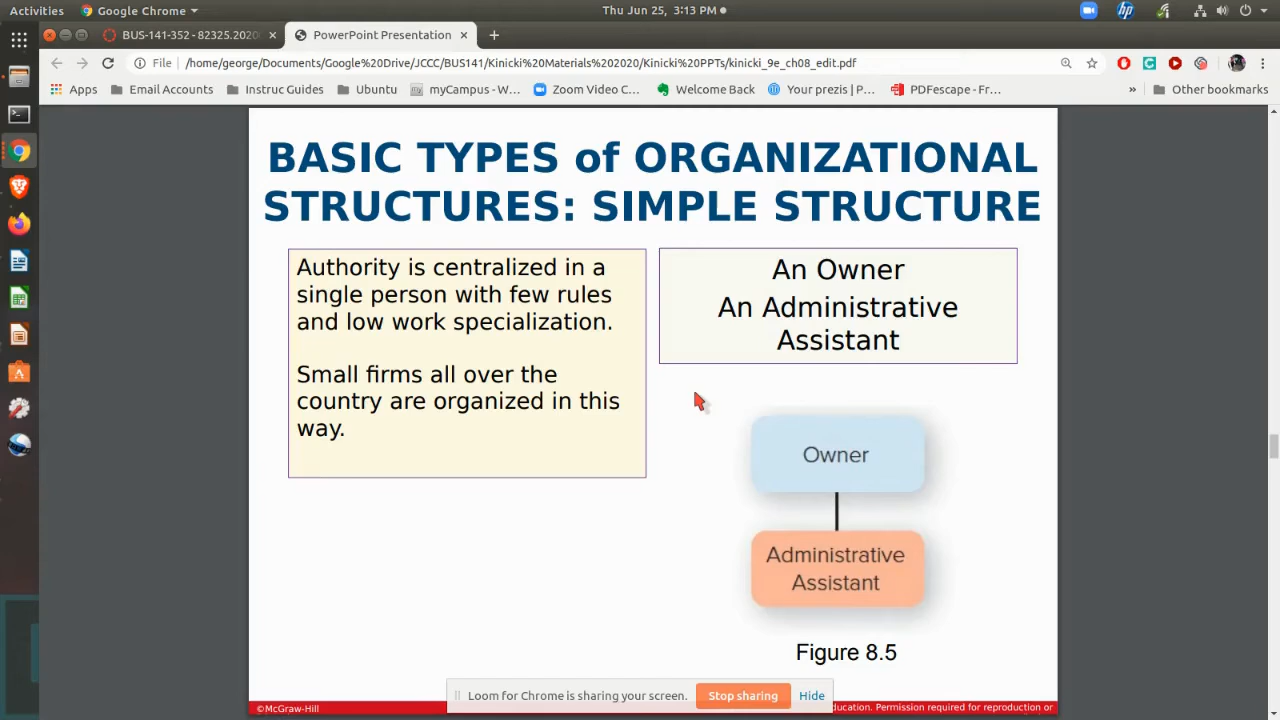 Activities
Google Chrome
Thu Jun 25, 3:13 PM
BUS-141-352 - 82325.2020
PowerPoint Presentation
File
/home/george/Documents/Google%20Drive/JCCC/BUS141/Kinicki%20Materials%202020/Kinicki%20PPTs/kinicki_9e_ch08_edit.pdf
Apps
Email Accounts
Instruc Guides
Ubuntu
myCampus - W...
Zoom Video C...
Welcome Back
Your prezis | P...
PDFescape - Fr...
»
Other bookmarks
BASIC TYPES of ORGANIZATIONAL
STRUCTURES: SIMPLE STRUCTURE
Authority is centralized in a
single person with few rules
and low work specialization.
Small firms all over the
country are organized in this
way.
An Owner
An Administrative
Assistant
Owner
Administrative
Assistant
Figure 8.5
Loom for Chrome is sharing your screen.
Stop sharing
Hide
©McGraw-Hill
ducation. Permission required for reproduction or